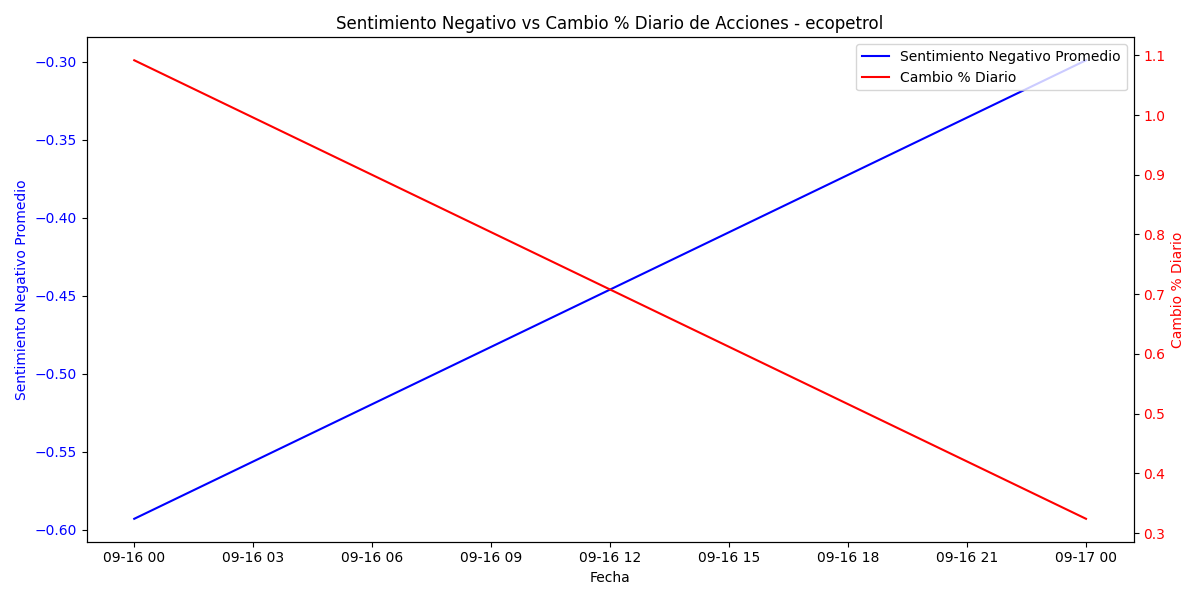 Sentimiento Negativo vs Cambio % Diario de Acciones - ecopetrol
Sentimiento Negativo Promedio
Cambio % Diario
−0.30
−0.35
−0.40
−0.45
−0.50
−0.55
−0.60
Sentimiento Negativo Promedio
1.1
1.0
0.9
0.8
0.7
0.6
0.5
0.4
0.3
Cambio % Diario
09-16 00 09-16 03 09-16 06 09-16 09 09-16 12 09-16 15 09-16 18 09-16 21 09-17 00
Fecha